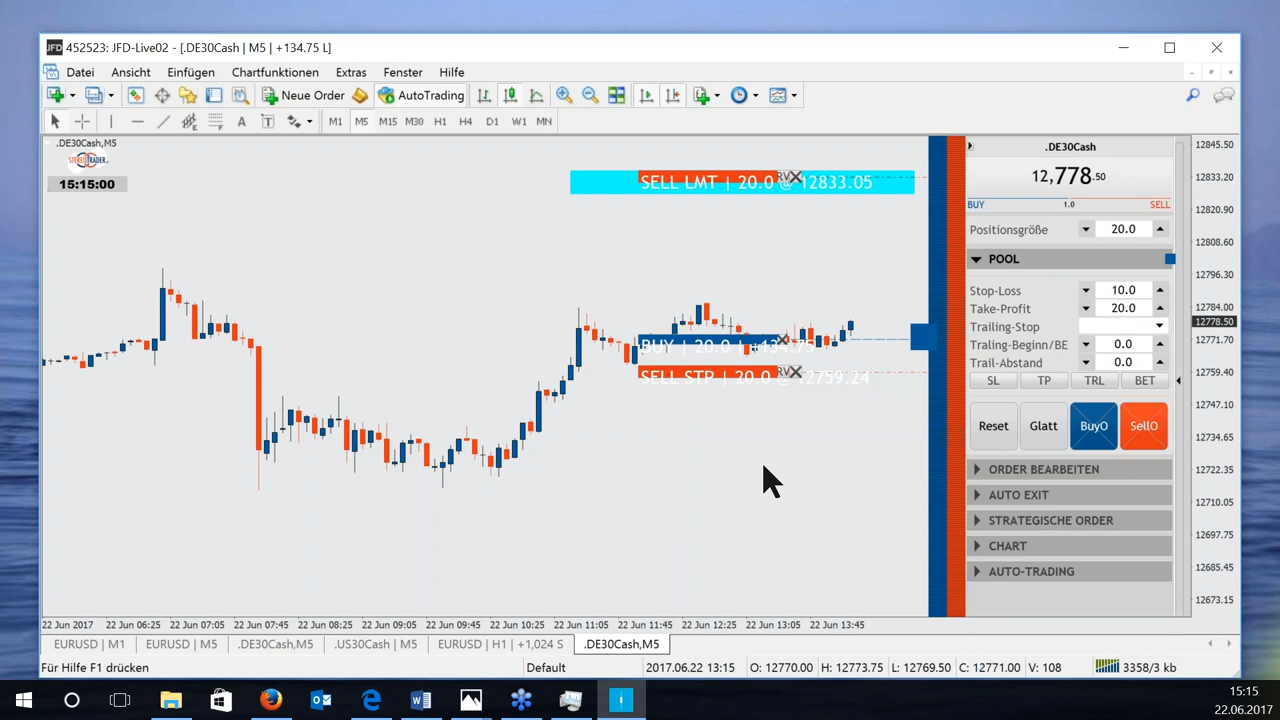 JFD 452523: JFD-Live02 - [.DE30Cash | M5 | +134.75 L]
Datei Ansicht Einfügen Chartfunktionen Extras Fenster Hilfe
Neue Order AutoTrading
A T M1 M5 M15 M30 H1 H4 D1 W1 MN
.DE30Cash,M5
STEREOTRADER
15:15:00
SELL LMT | 20.0 @ 12833.05
RV
BUY | 20.0 | +134.75
SELL STP | 20.0 @ 12759.24
RV
.DE30Cash
12,778.50
BUY 1.0 SELL
Positionsgröße 20.0
POOL
Stop-Loss 10.0
Take-Profit 20.0
Trailing-Stop
Traling-Beginn/BE 0.0
Trail-Abstand 0.0
SL TP TRL BET
Reset Glatt BuyO SellO
ORDER BEARBEITEN
AUTO EXIT
STRATEGISCHE ORDER
CHART
AUTO-TRADING
12845.50
12833.20
12820.90
12808.60
12796.30
12784.00
12778.50
12771.70
12759.40
12747.10
12734.65
12722.35
12710.05
12697.75
12685.45
12673.15
22 Jun 2017 22 Jun 06:25 22 Jun 07:05 22 Jun 07:45 22 Jun 08:25 22 Jun 09:05 22 Jun 09:45 22 Jun 10:25 22 Jun 11:05 22 Jun 11:45 22 Jun 12:25 22 Jun 13:05 22 Jun 13:45
EURUSD | M1 EURUSD | M5 .DE30Cash,M5 .US30Cash | M5 EURUSD | H1 | +1,024 S .DE30Cash,M5
Für Hilfe F1 drücken Default 2017.06.22 13:15 O: 12770.00 H: 12773.75 L: 12769.50 C: 12771.00 V: 108 3358/3 kb
15:15
22.06.2017